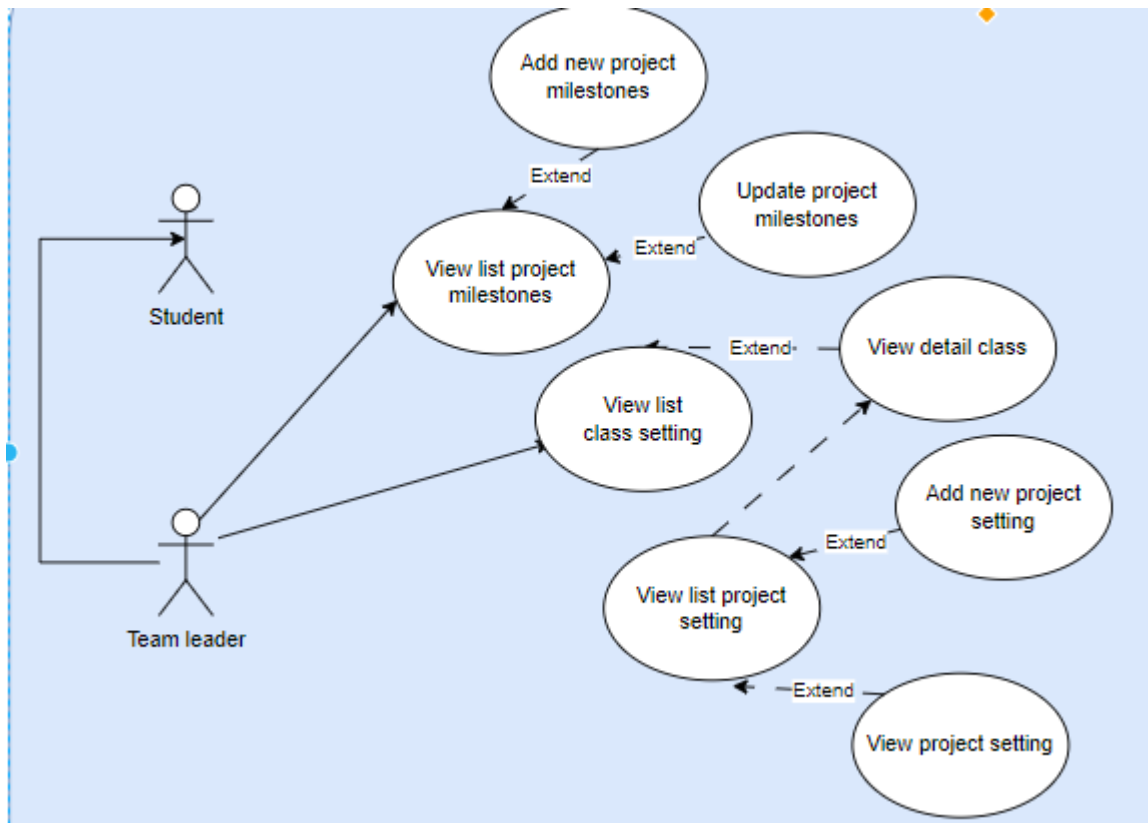 Add new project
milestones
Extend
Update project
milestones
Extend
View list project
milestones
Student
Extend
View detail class
View list
class setting
Add new project
setting
Extend
View list project
setting
Team leader
Extend
View project setting